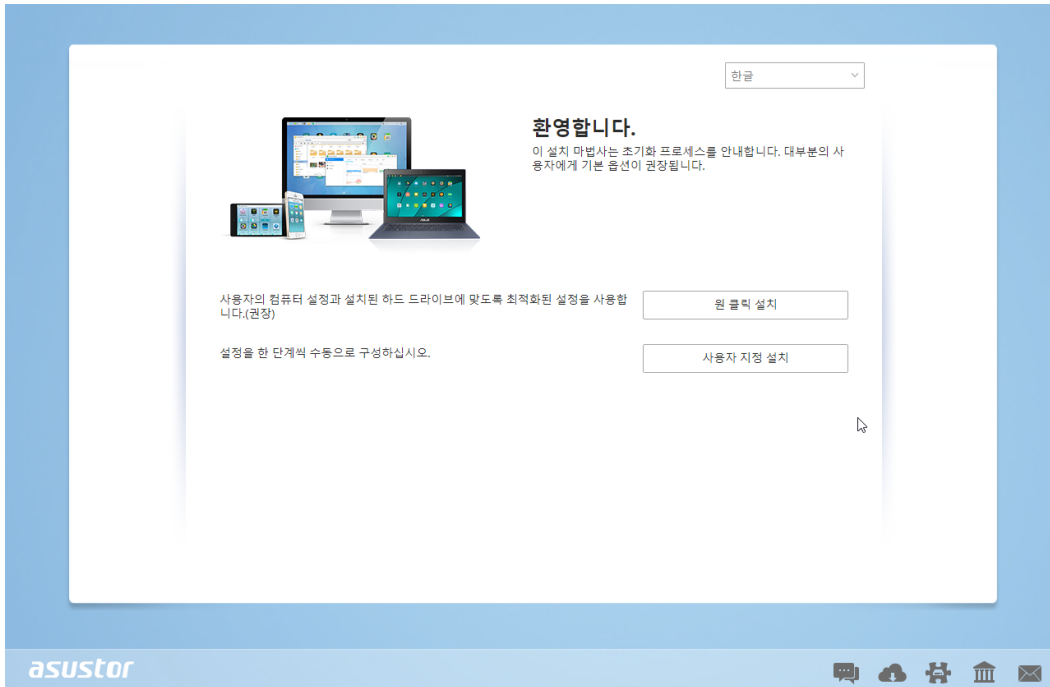 한글
환영합니다.
이 설치 마법사는 초기화 프로세스를 안내합니다. 대부분의 사
용자에게 기본 옵션이 권장됩니다.
사용자의 컴퓨터 설정과 설치된 하드 드라이브에 맞도록 최적화된 설정을 사용합
니다.(권장)
원 클릭 설치
설정을 한 단계씩 수동으로 구성하십시오.
사용자 지정 설치
asustor